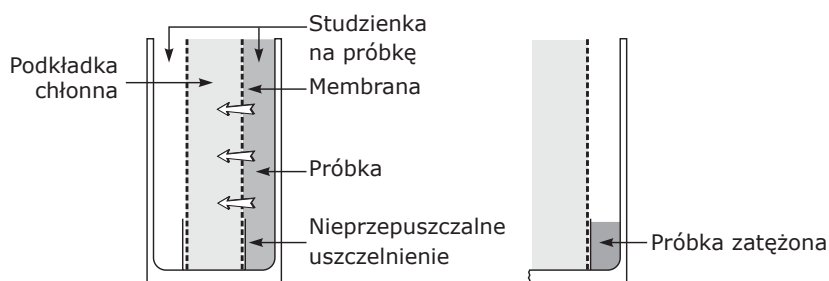 Studzienka
na próbkę
Podkładka
chłonna
Membrana
Próbka
Nieprzepuszczalne
uszczelnienie
Próbka zatężona